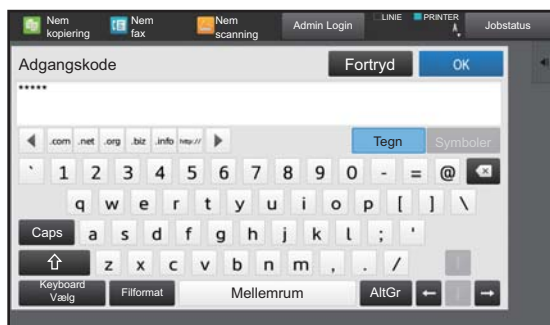 Nem kopiering
Nem fax
Nem scanning
Admin Login
LINIE
PRINTER
Jobstatus
Adgangskode
Fortryd
OK
*****
.com .net .org .biz .info http://
Tegn
Symboler
` 1 2 3 4 5 6 7 8 9 0 - = @
q w e r t y u i o p [ ] \
Caps a s d f g h j k l ; '
z x c v b n m , . /
Keyboard Vælg
Filformat
Mellemrum
AltGr